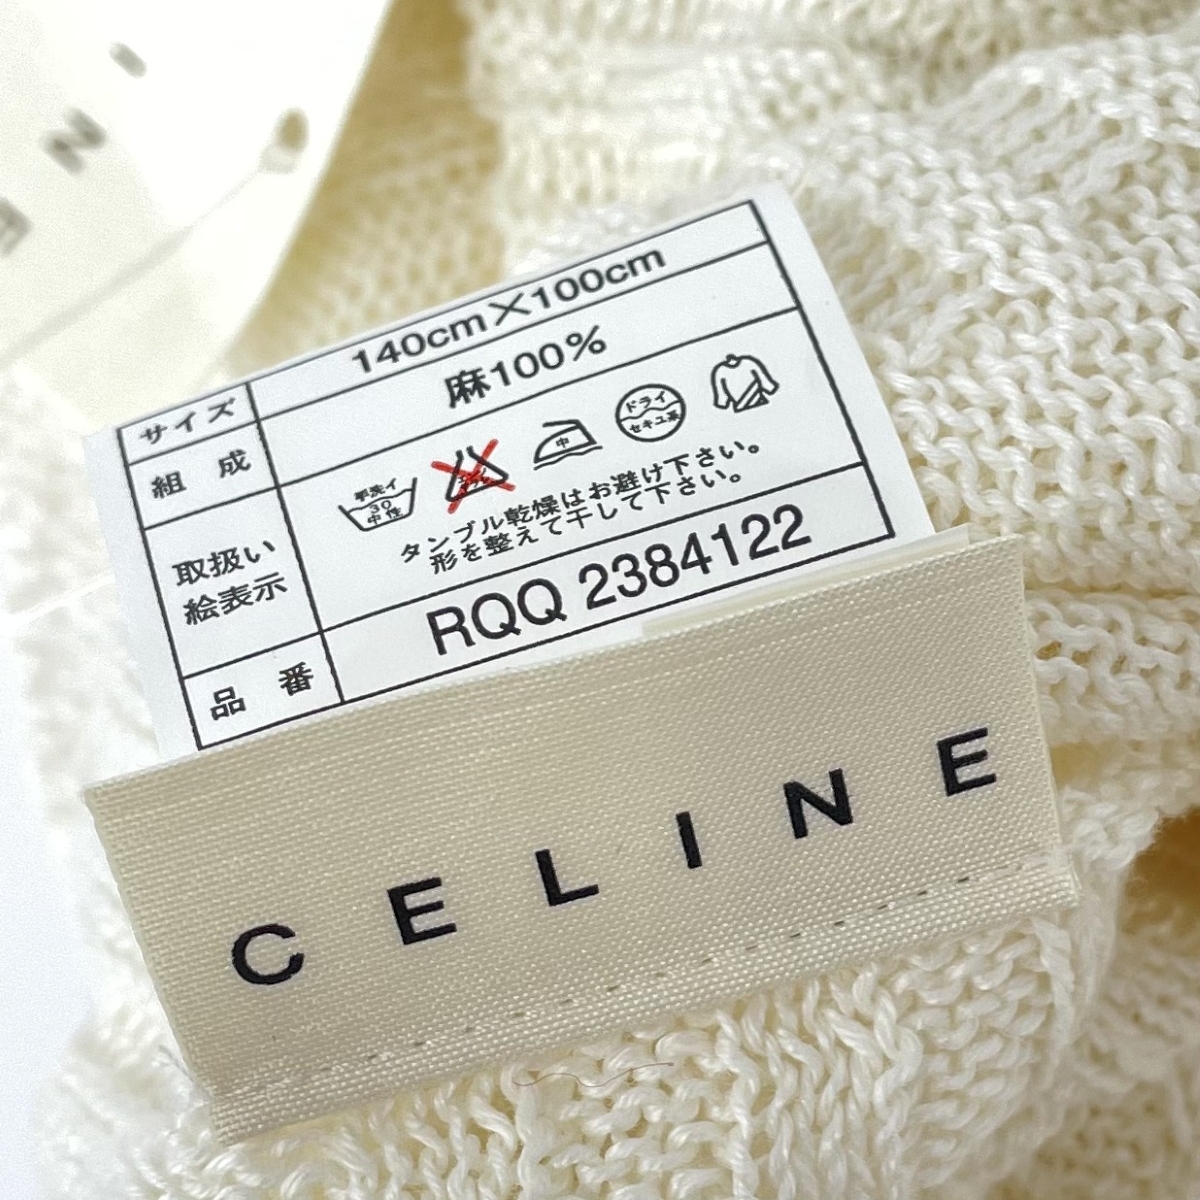 サイズ 140cm×100cm
組成 麻100%
取扱い
絵表示
手洗イ
30
中性
中
ドライ
セキユ系
タンブル乾燥はお避け下さい。
形を整えて干して下さい。
品番 RQQ 2384122
CELINE